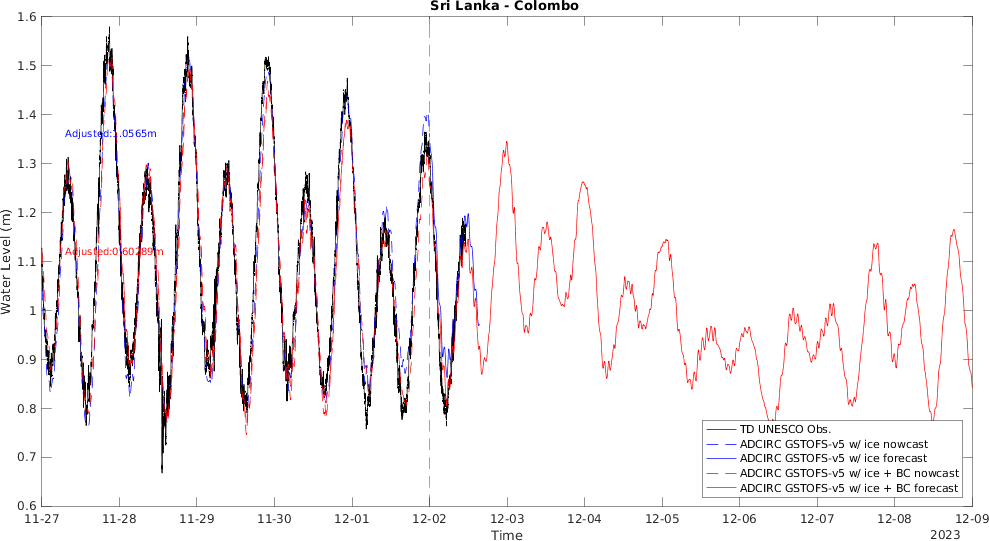 Sri Lanka - Colombo
Water Level (m)
1.6
1.5
1.4
1.3
1.2
1.1
1
0.9
0.8
0.7
0.6
Adjusted:1.0565m
Adjusted:0.60289m
TD UNESCO Obs.
ADCIRC GSTOFS-v5 w/ ice nowcast
ADCIRC GSTOFS-v5 w/ ice forecast
ADCIRC GSTOFS-v5 w/ ice + BC nowcast
ADCIRC GSTOFS-v5 w/ ice + BC forecast
11-27 11-28 11-29 11-30 12-01 12-02 12-03 12-04 12-05 12-06 12-07 12-08 12-09
Time
2023